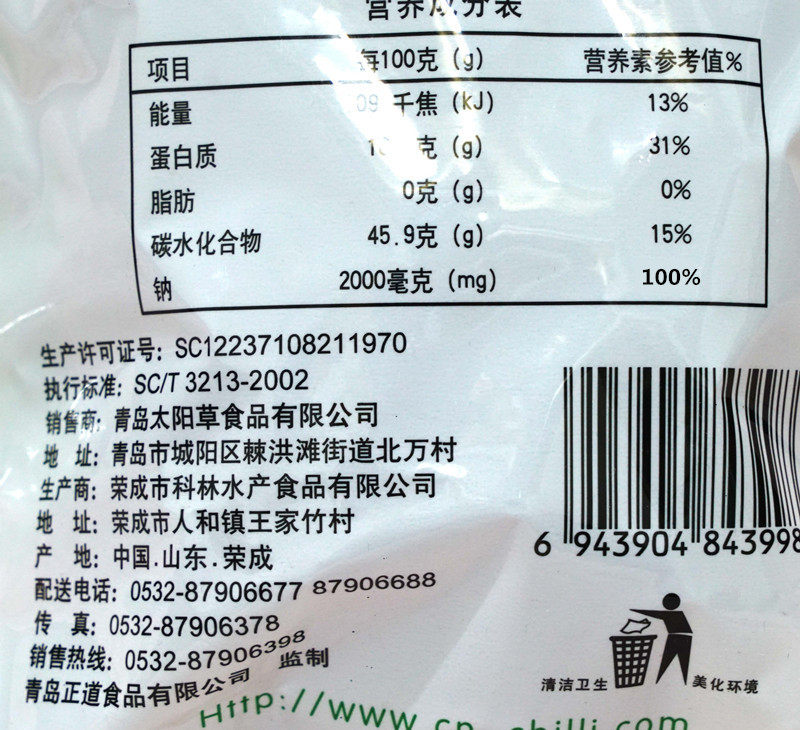 营养成分表
项目 每100克 (g) 营养素参考值%
能量 千焦 (kJ) 13%
蛋白质 克 (g) 31%
脂肪 0克 (g) 0%
碳水化合物 45.9克 (g) 15%
钠 2000毫克 (mg) 100%
生产许可证号: SC12237108211970
执行标准: SC/T 3213-2002
销售商: 青岛太阳草食品有限公司
地 址: 青岛市城阳区棘洪滩街道北万村
生产商: 荣成市科林水产食品有限公司
地 址: 荣成市人和镇王家竹村
产 地: 中国.山东.荣成
配送电话: 0532-87906677 87906688
传 真: 0532-87906378
销售热线: 0532-87906398
青岛正道食品有限公司 监制
6 943904 843998
清洁卫生 美化环境
Http://www.